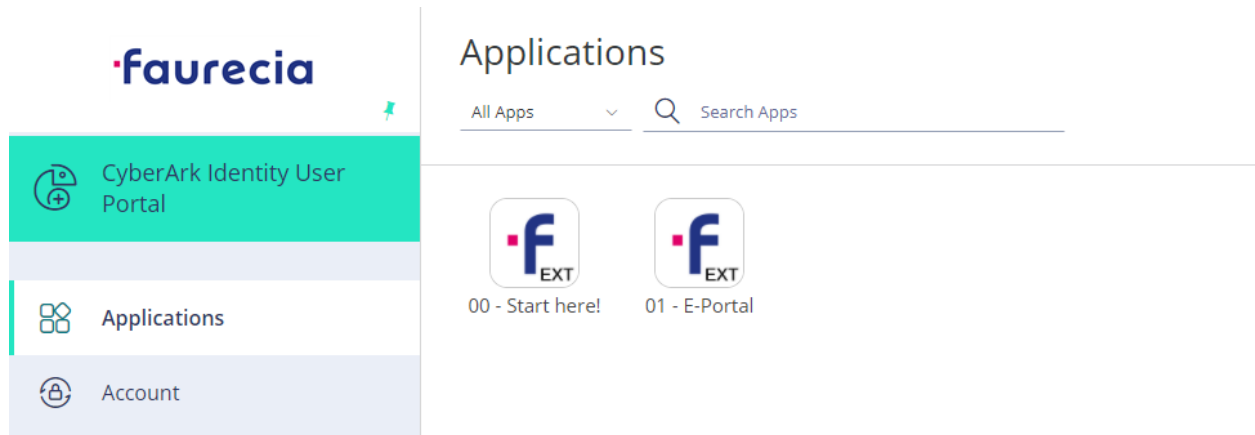 faurecia
CyberArk Identity User
Portal
Applications
Account
Applications
All Apps
Search Apps
f
EXT
f
EXT
00 - Start here!
01 - E-Portal